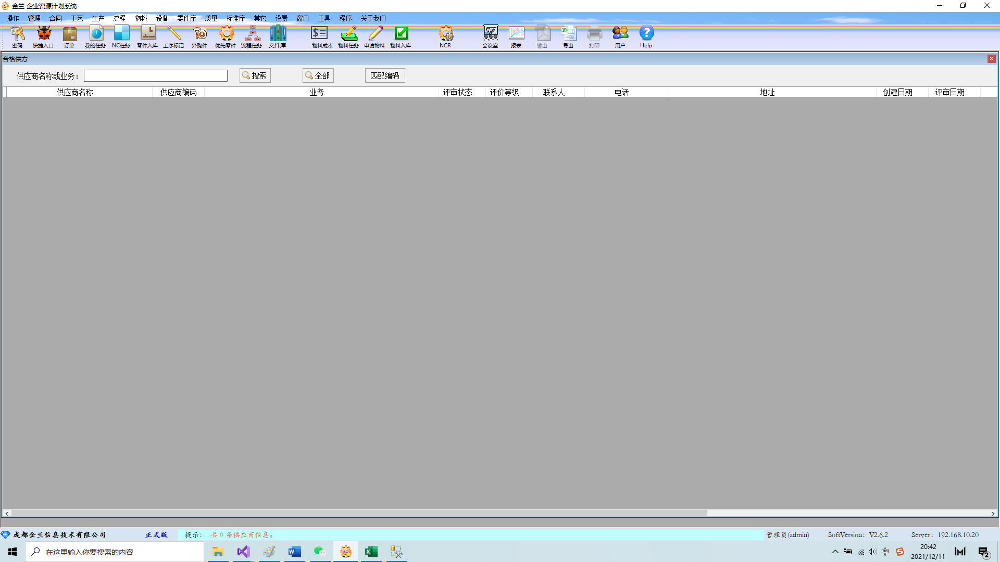 金兰 企业资源计划系统
操作 管理 合同 工艺 生产 流程 物料 设备 零件库 质量 标准库 其它 设置 窗口 工具 程序 关于我们
密码 快捷入口 订单 我的任务 NC任务 零件入库 工序标记 外购件 优先零件 流程任务 文件库 物料成本 物料任务 申请物料 物料入库 NCR 会议室 报表 输出 导出 打印 用户 Help
合格供方
供应商名称或业务： 搜索 全部 匹配编码
供应商名称 供应商编码 业务 评审状态 评价等级 联系人 电话 地址 创建日期 评审日期
成都金兰信息技术有限公司 正式版 提示： 共 0 条供应商信息。 管理员(admin) SoftVersion：V2.6.2 Server：192.168.10.20
在这里输入你要搜索的内容 中 20:42
2021/12/11 2